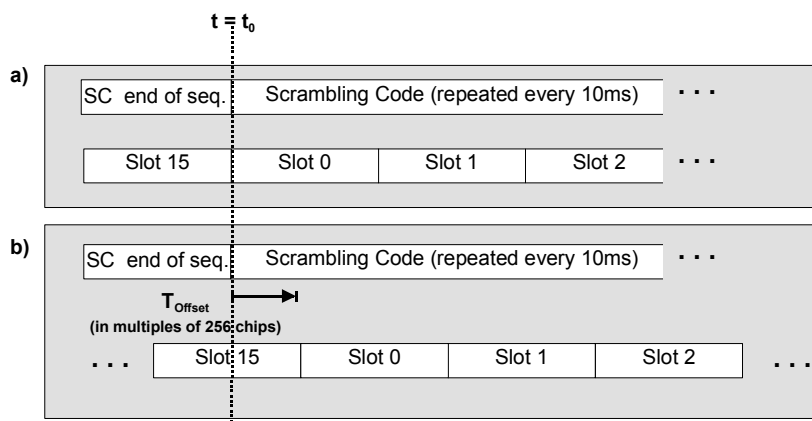 t = t0
a)
SC end of seq. Scrambling Code (repeated every 10ms) . . .
Slot 15 Slot 0 Slot 1 Slot 2 . . .
b)
SC end of seq. Scrambling Code (repeated every 10ms) . . .
TOffset
(in multiples of 256 chips)
. . . Slot 15 Slot 0 Slot 1 Slot 2 . . .